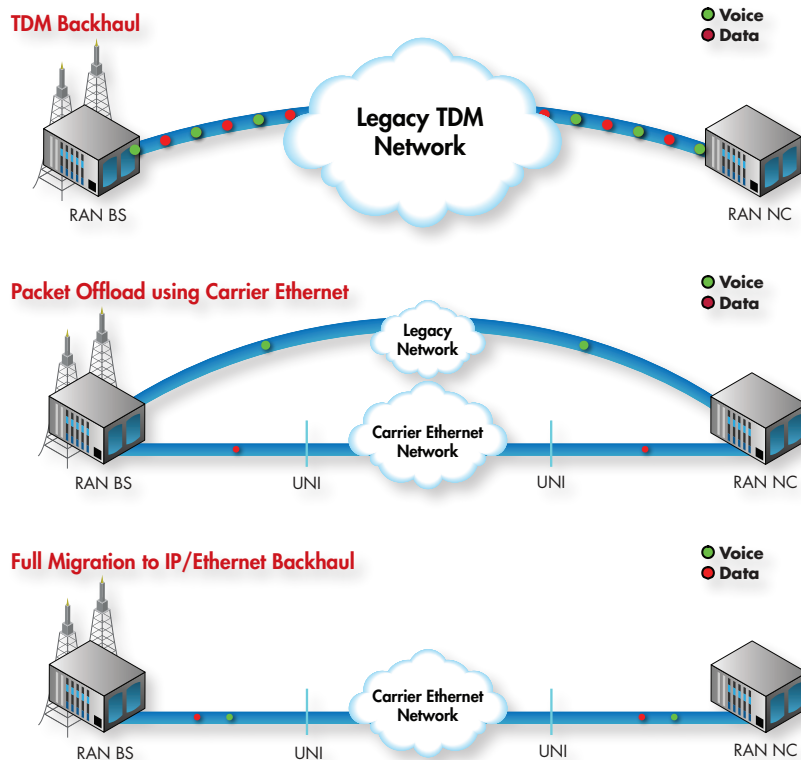 TDM Backhaul
Voice
Data
Legacy TDM
Network
RAN BS
RAN NC
Packet Offload using Carrier Ethernet
Voice
Data
Legacy
Network
Carrier Ethernet
Network
RAN BS
UNI
UNI
RAN NC
Full Migration to IP/Ethernet Backhaul
Voice
Data
Carrier Ethernet
Network
RAN BS
UNI
UNI
RAN NC